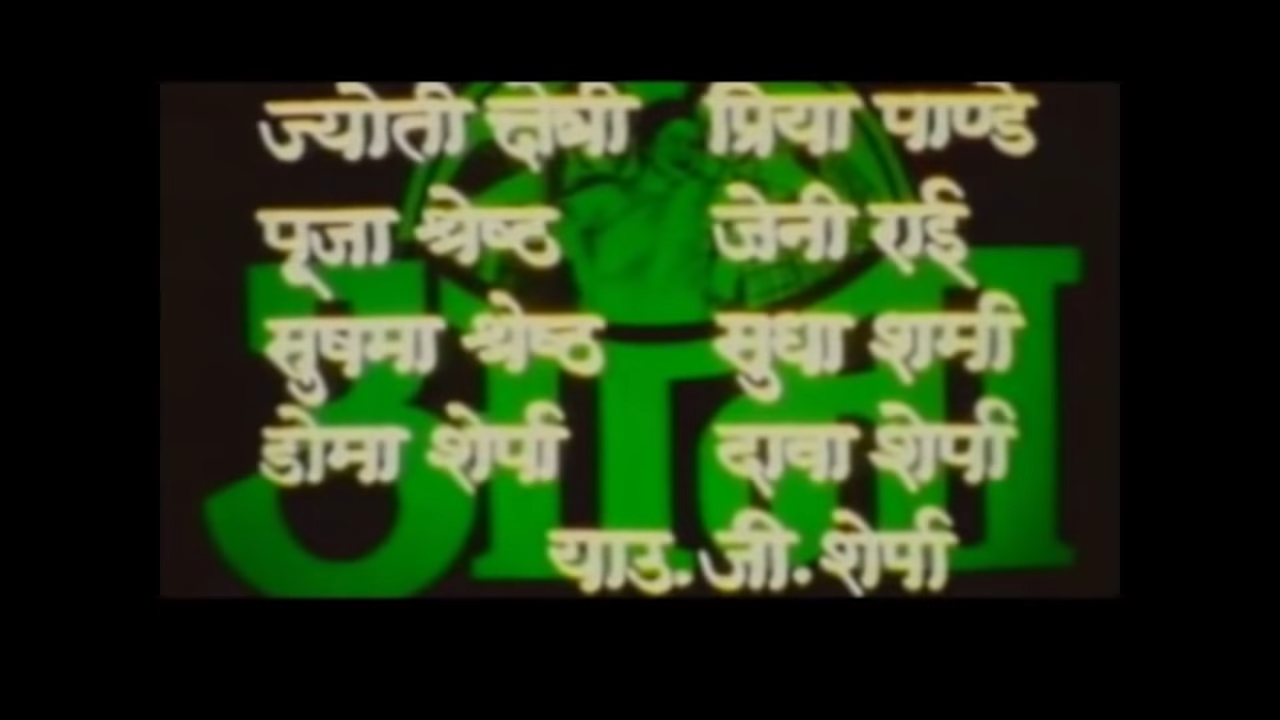 ज्योती क्षेत्री प्रिया पाण्डे
पूजा श्रेष्ठ जेनी राई
सुषमा श्रेष्ठ सुधा शर्मा
डोमा शेर्पा दावा शेर्पा
याउ.जी.शेर्पा